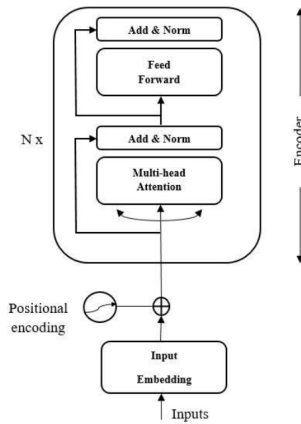 Add & Norm
Feed
Forward
N x
Add & Norm
Multi-head
Attention
Encoder
Positional
encoding
Input
Embedding
Inputs